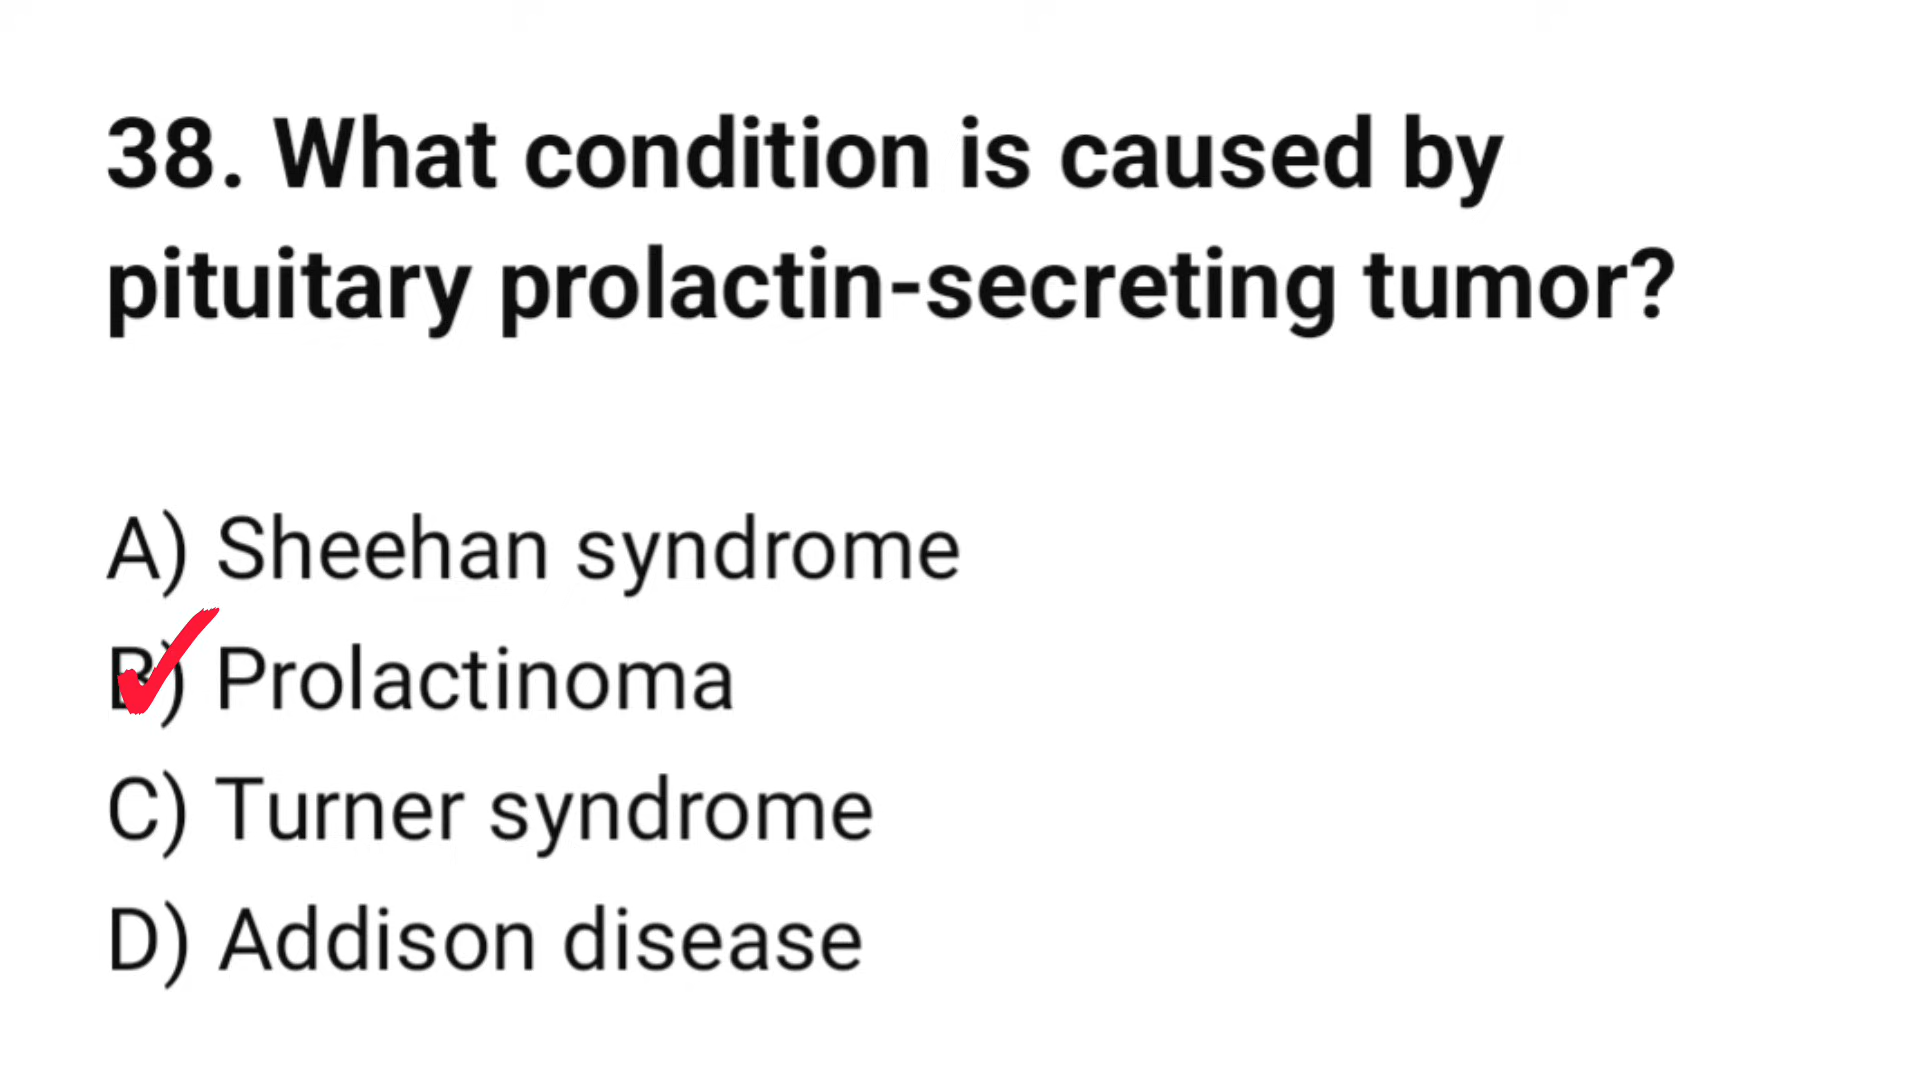 38. What condition is caused by
pituitary prolactin-secreting tumor?
A) Sheehan syndrome
B) Prolactinoma
C) Turner syndrome
D) Addison disease